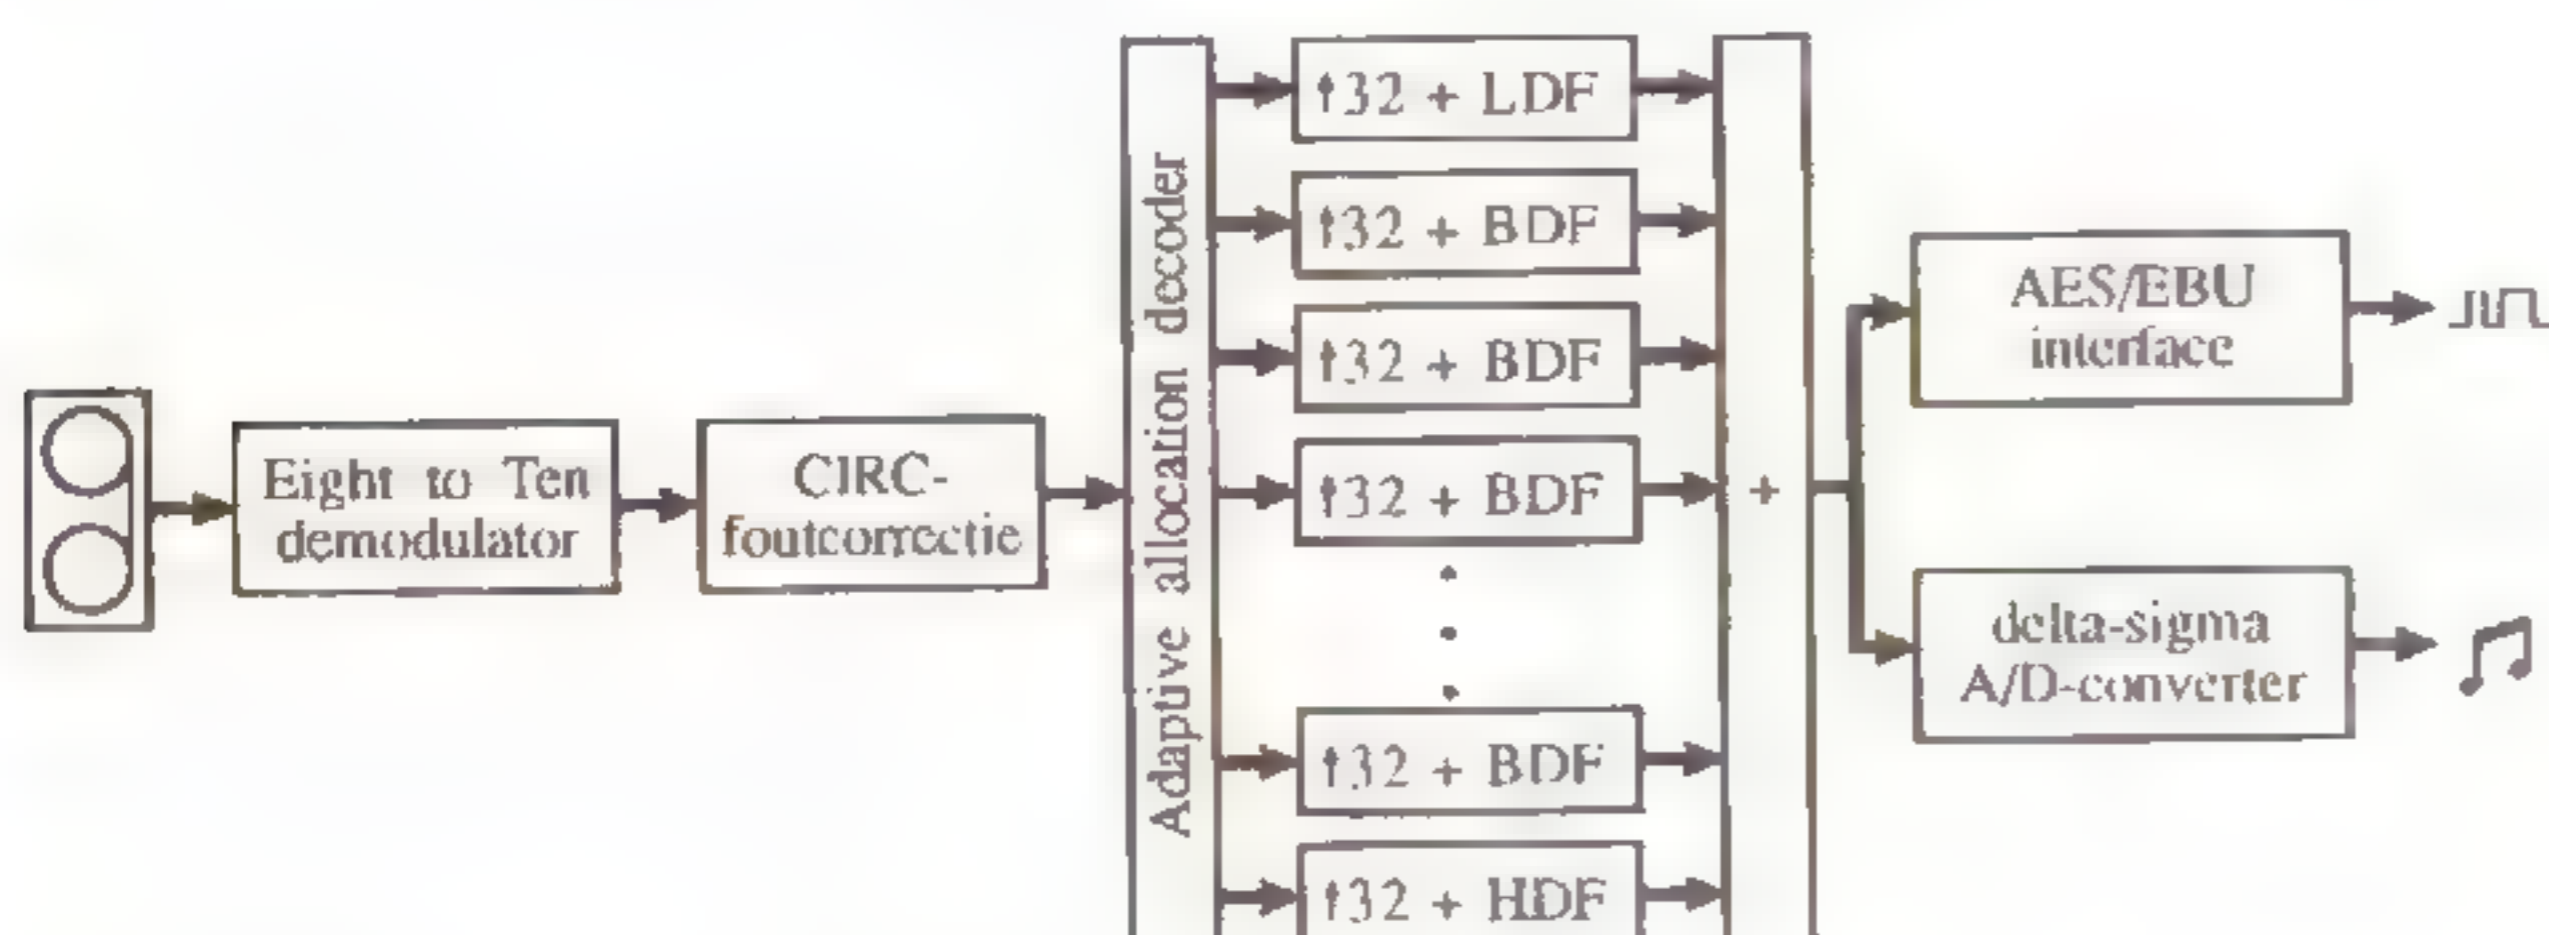 Eight to Ten
demodulator
CIRC-
foutcorrectie
Adaptive allocation decoder
↑32 + LDF
↑32 + BDF
↑32 + BDF
↑32 + BDF
↑32 + BDF
↑32 + HDF
+
AES/EBU
interface
delta-sigma
A/D-converter